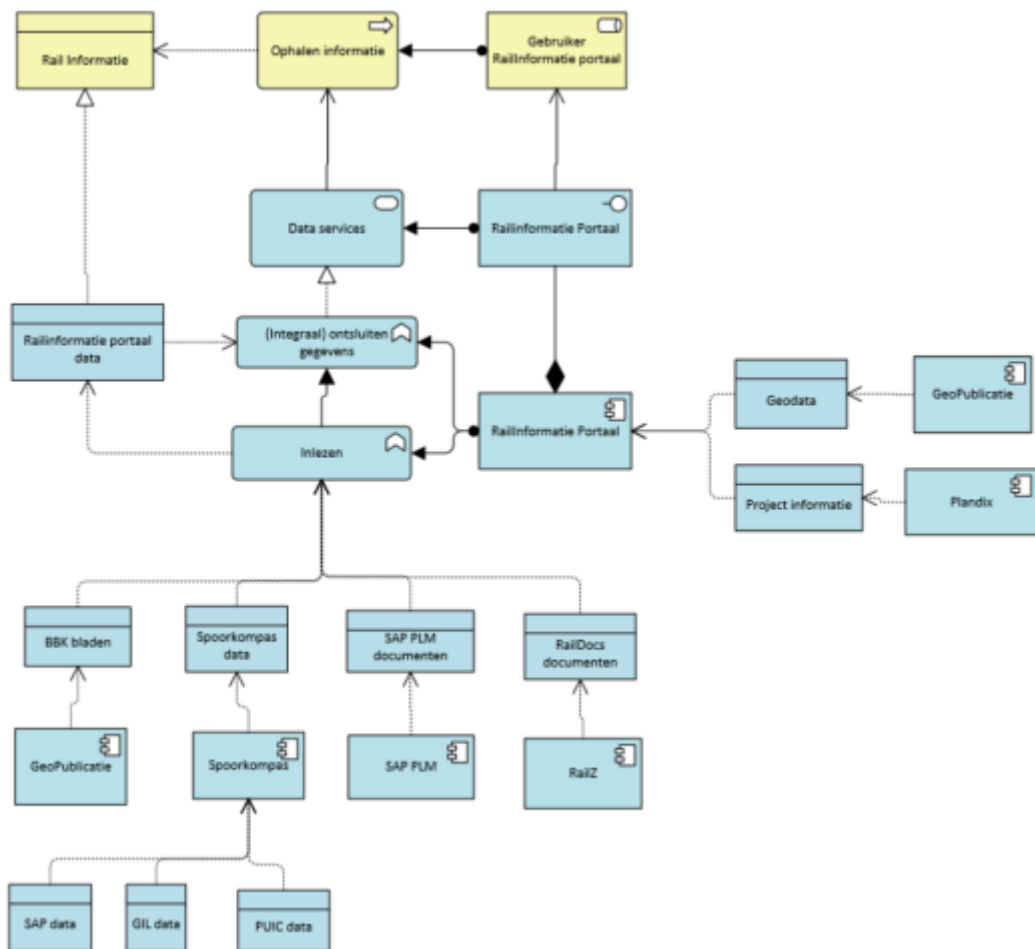 Rail Informatie
Ophalen informatie
Gebruiker
RailInformatie portaal
Data services
Railinformatie Portaal
Railinformatie portaal
data
(Integraal) ontsluiten
gegevens
Inlezen
RailInformatie Portaal
Geodata
GeoPublicatie
Project informatie
Plandix
BBK bladen
Spoorkompas
data
SAP PLM
documenten
RailDocs
documenten
GeoPublicatie
Spoorkompas
SAP PLM
RailZ
SAP data
GIL data
PUIC data